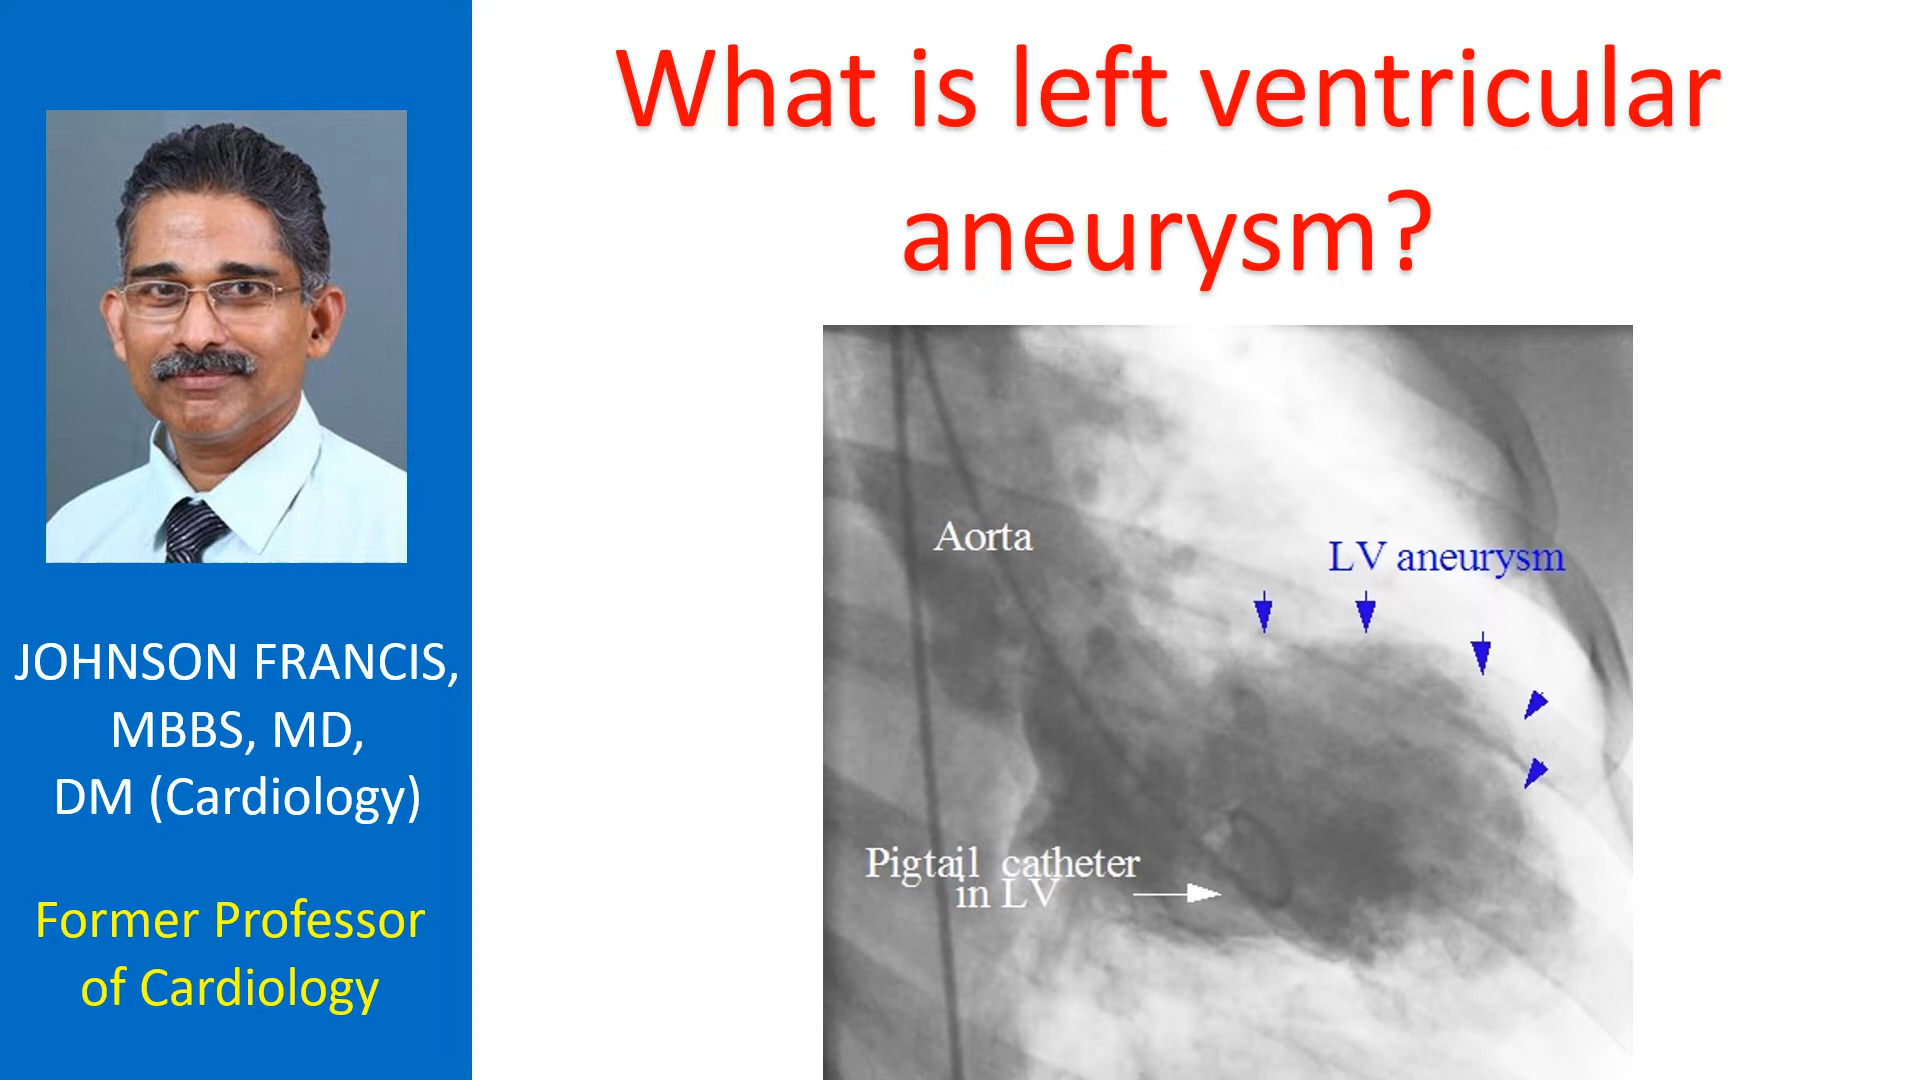 What is left ventricular
aneurysm?
JOHNSON FRANCIS,
MBBS, MD,
DM (Cardiology)
Former Professor
of Cardiology
Aorta
LV aneurysm
Pigtail catheter
in LV